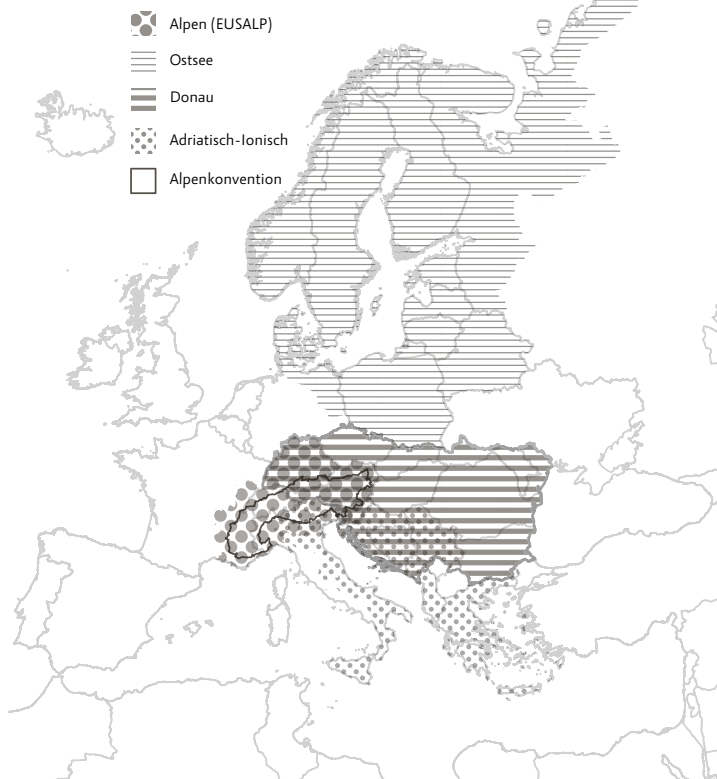 Alpen (EUSALP)
Ostsee
Donau
Adriatisch-Ionisch
Alpenkonvention